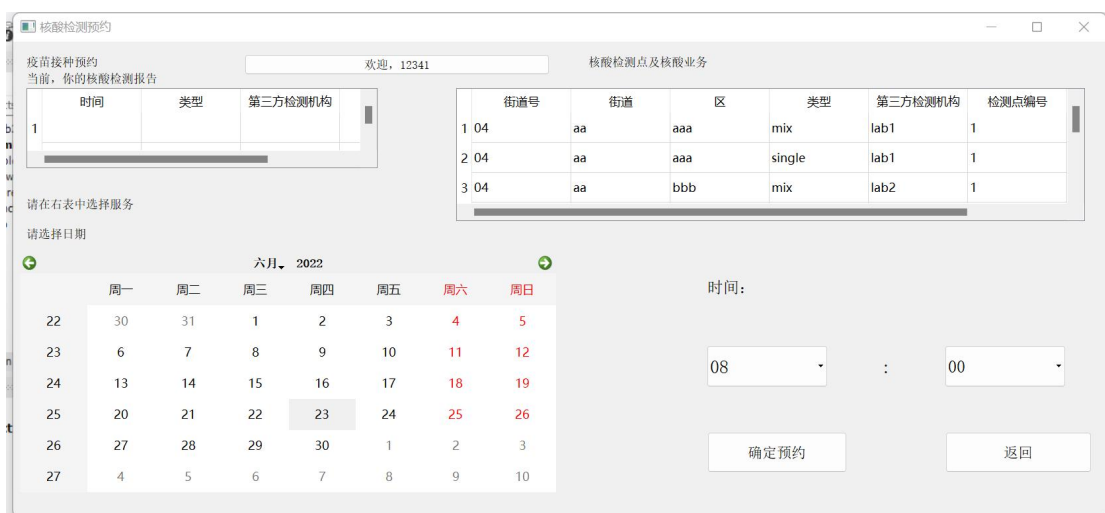 核酸检测预约
疫苗接种预约
欢迎, 12341
核酸检测点及核酸业务
当前, 你的核酸检测报告
时间 类型 第三方检测机构
1
街道号 街道 区 类型 第三方检测机构 检测点编号
1 04 aa aaa mix lab1 1
2 04 aa aaa single lab1 1
3 04 aa bbb mix lab2 1
请在右表中选择服务
请选择日期
六月 2022
周一 周二 周三 周四 周五 周六 周日
22 30 31 1 2 3 4 5
23 6 7 8 9 10 11 12
24 13 14 15 16 17 18 19
25 20 21 22 23 24 25 26
26 27 28 29 30 1 2 3
27 4 5 6 7 8 9 10
时间:
08 : 00
确定预约 返回